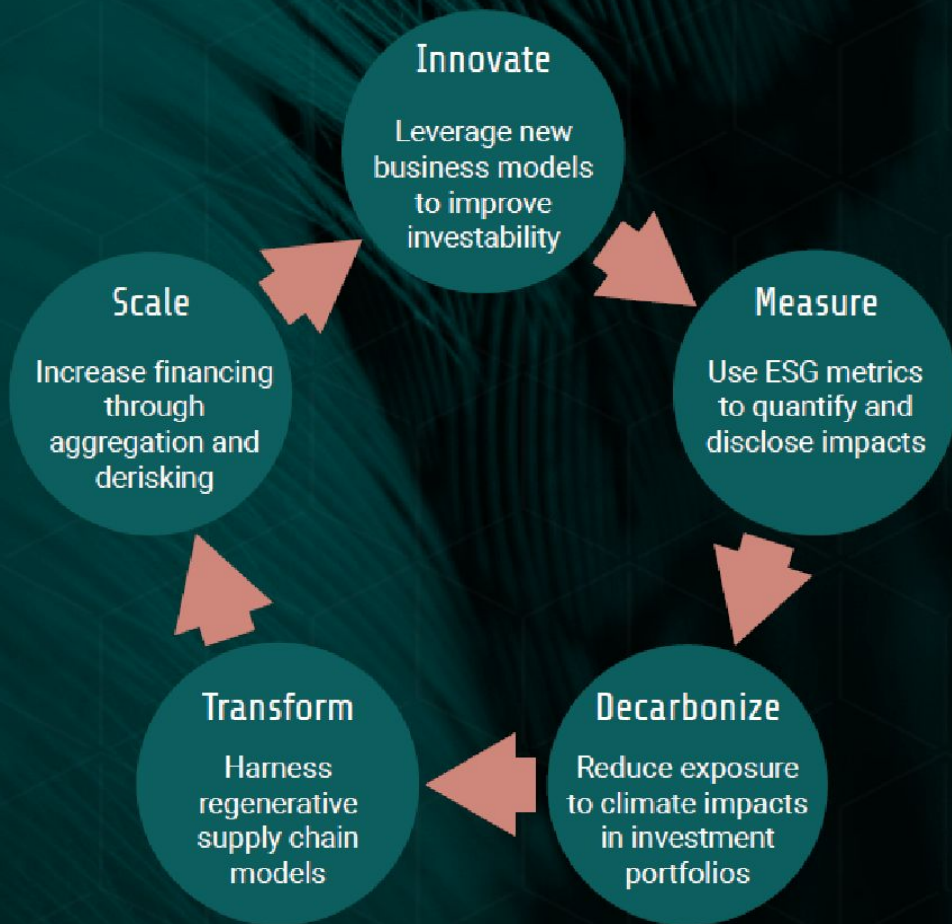 Innovate
Leverage new
business models
to improve
investability
Measure
Use ESG metrics
to quantify and
disclose impacts
Decarbonize
Reduce exposure
to climate impacts
in investment
portfolios
Transform
Harness
regenerative
supply chain
models
Scale
Increase financing
through
aggregation and
derisking